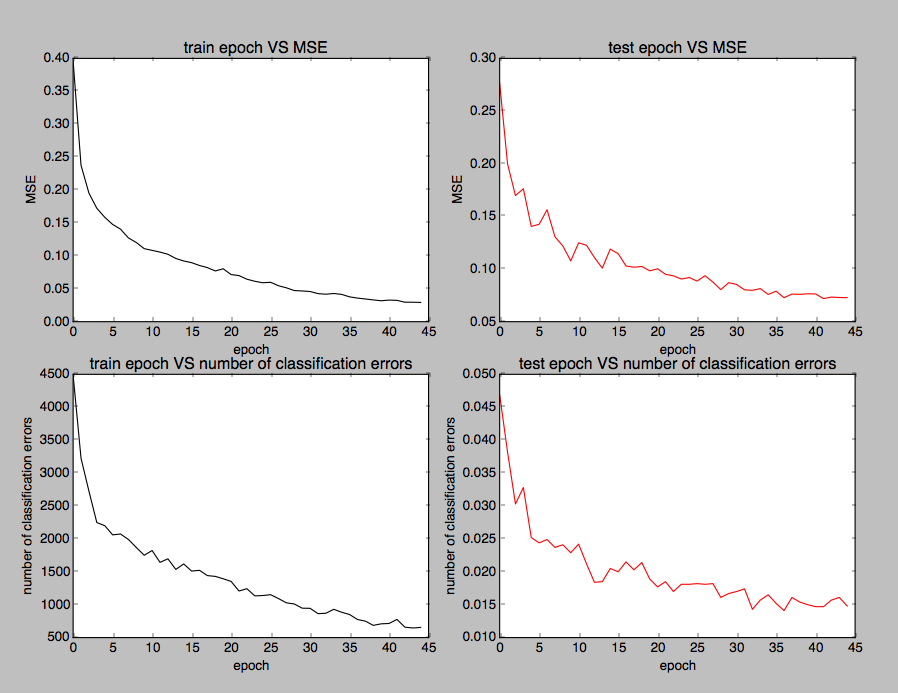 train epoch VS MSE
0.40
0.35
0.30
0.25
0.20
0.15
0.10
0.05
0.00
MSE
0 5 10 15 20 25 30 35 40 45
epoch
test epoch VS MSE
0.30
0.25
0.20
0.15
0.10
0.05
MSE
0 5 10 15 20 25 30 35 40 45
epoch
train epoch VS number of classification errors
4500
4000
3500
3000
2500
2000
1500
1000
500
number of classification errors
0 5 10 15 20 25 30 35 40 45
epoch
test epoch VS number of classification errors
0.050
0.045
0.040
0.035
0.030
0.025
0.020
0.015
0.010
number of classification errors
0 5 10 15 20 25 30 35 40 45
epoch